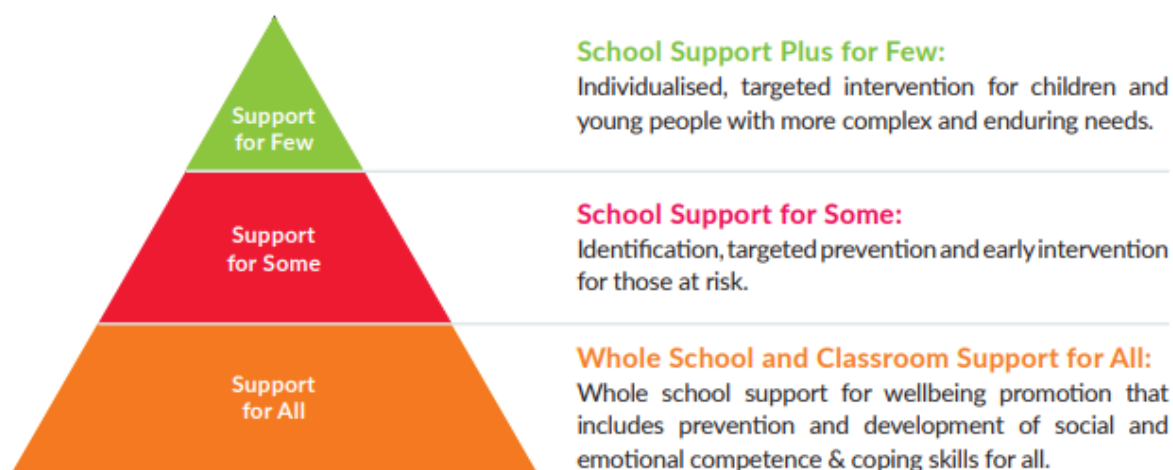 Support
for Few
School Support Plus for Few:
Individualised, targeted intervention for children and
young people with more complex and enduring needs.
Support
for Some
School Support for Some:
Identification, targeted prevention and early intervention
for those at risk.
Support
for All
Whole School and Classroom Support for All:
Whole school support for wellbeing promotion that
includes prevention and development of social and
emotional competence & coping skills for all.